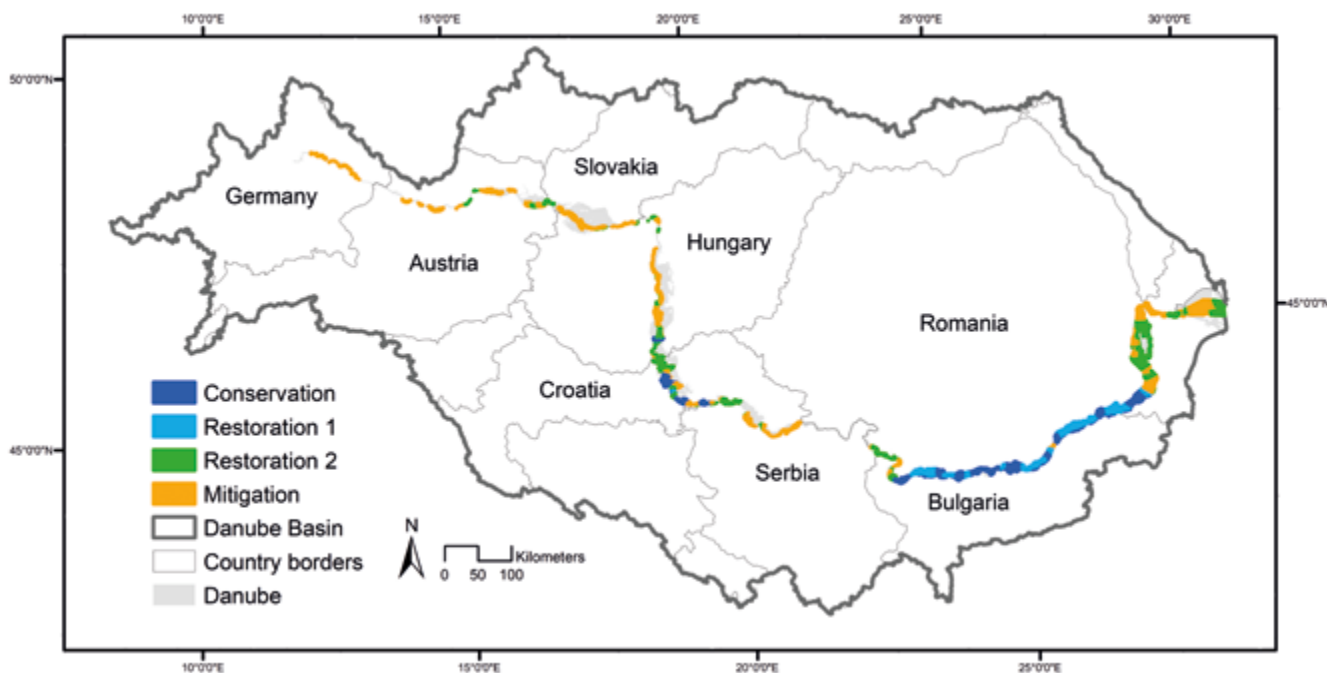 10°0'0"E 15°0'0"E 20°0'0"E 25°0'0"E 30°0'0"E
50°0'0"N
Slovakia
Germany
Hungary
Austria
45°0'0"N
Romania
Croatia
Conservation
Restoration 1
Restoration 2
Mitigation
Danube Basin
Country borders
Danube
45°0'0"N
Serbia
Bulgaria
N
Kilometers
0 50 100
10°0'0"E 15°0'0"E 20°0'0"E 25°0'0"E